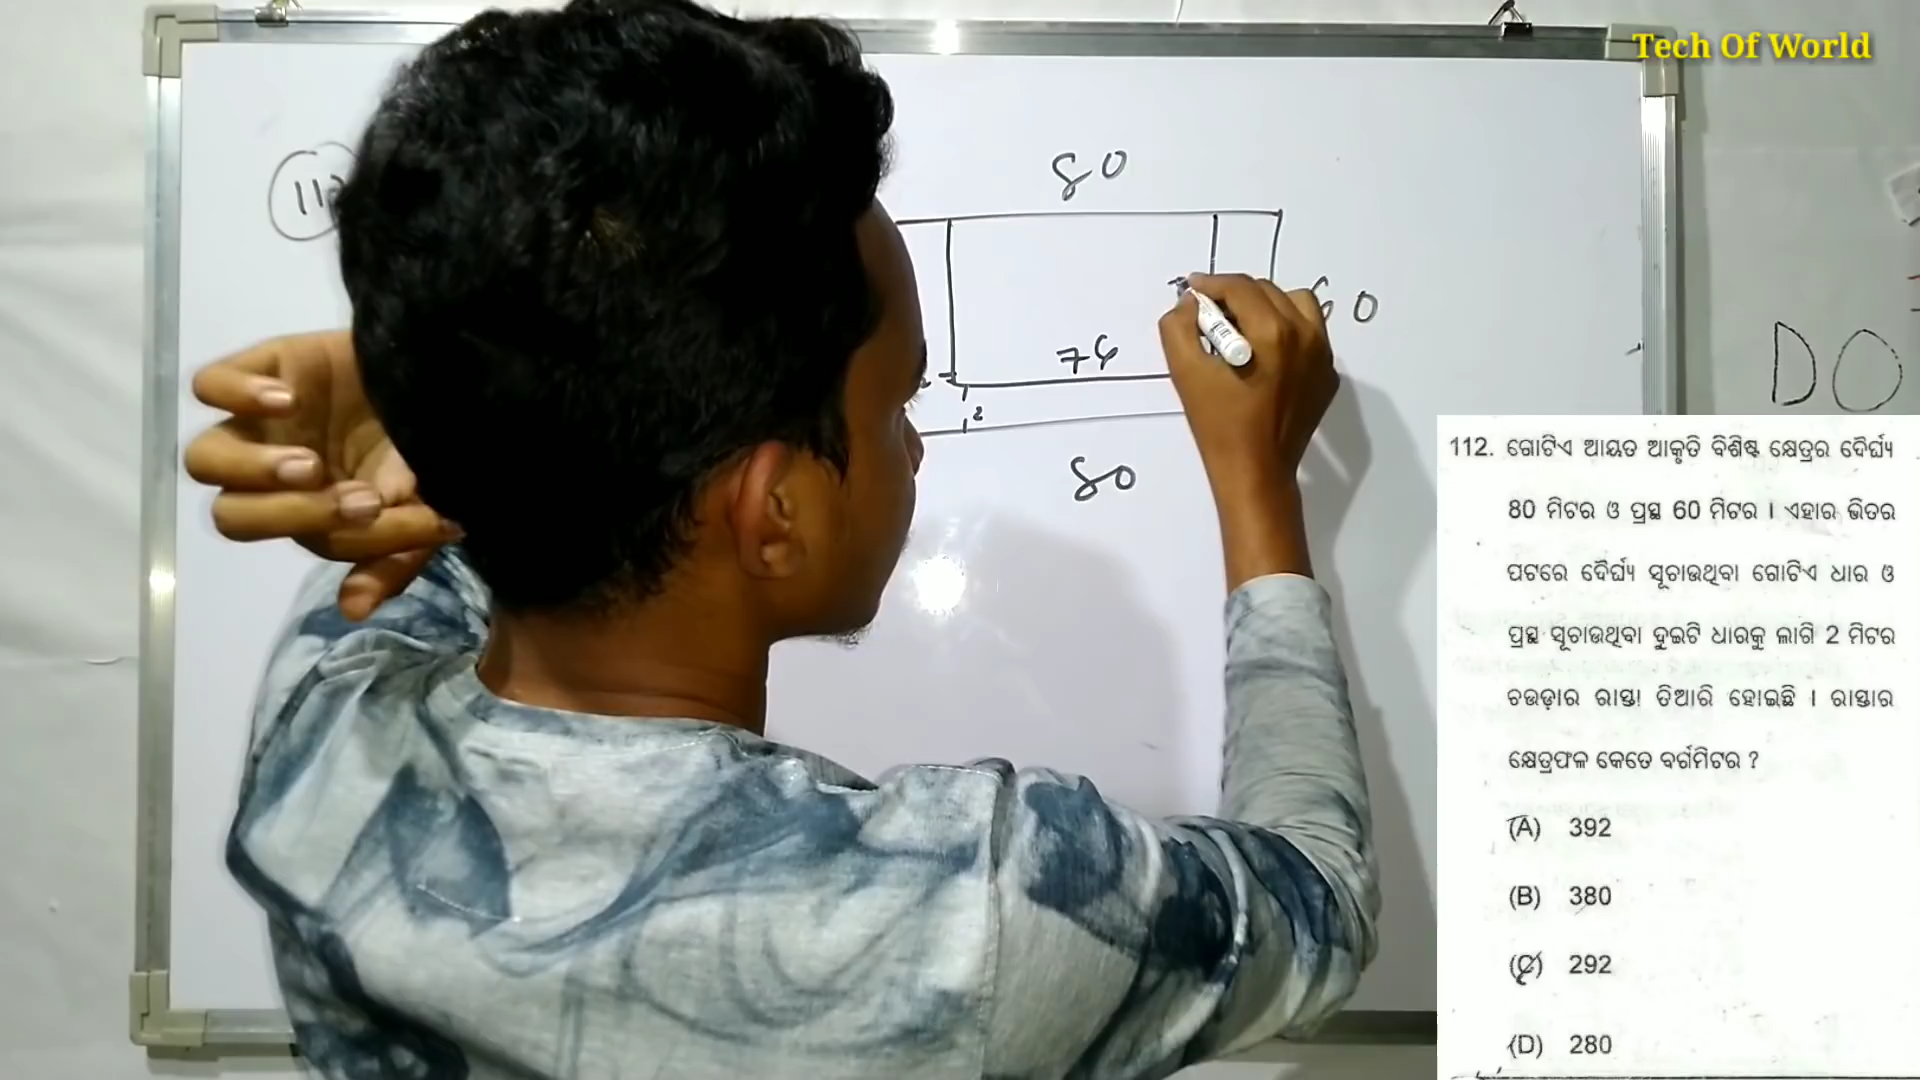 Tech Of World
80
60
76
2
80
DO
112. ଗୋଟିଏ ଆୟତ ଆକୃତି ବିଶିଷ୍ଟ କ୍ଷେତ୍ରର ଦୈର୍ଘ୍ୟ
80 ମିଟର ଓ ପ୍ରସ୍ଥ 60 ମିଟର । ଏହାର ଭିତର
ପଟରେ ଦୈର୍ଘ୍ୟ ସୂଚାଉଥିବା ଗୋଟିଏ ଧାର ଓ
ପ୍ରସ୍ଥ ସୂଚାଉଥିବା ଦୁଇଟି ଧାରକୁ ଲାଗି 2 ମିଟର
ଚଉଡ଼ାର ରାସ୍ତା ତିଆରି ହୋଇଛି । ରାସ୍ତାର
କ୍ଷେତ୍ରଫଳ କେତେ ବର୍ଗମିଟର ?
(A) 392
(B) 380
(C) 292
(D) 280